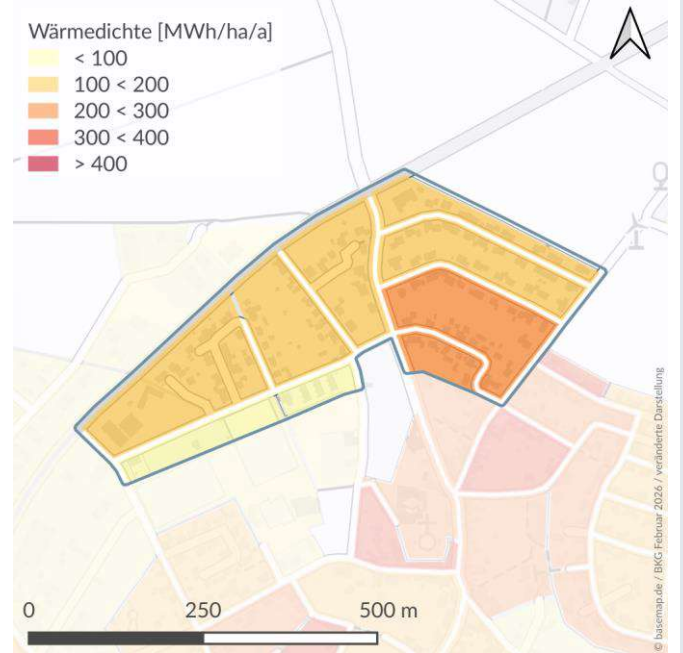 Wärmedichte [MWh/ha/a]
< 100
100 < 200
200 < 300
300 < 400
> 400
0 250 500 m
© basemap.de / BKG Februar 2026 / veränderte Darstellung